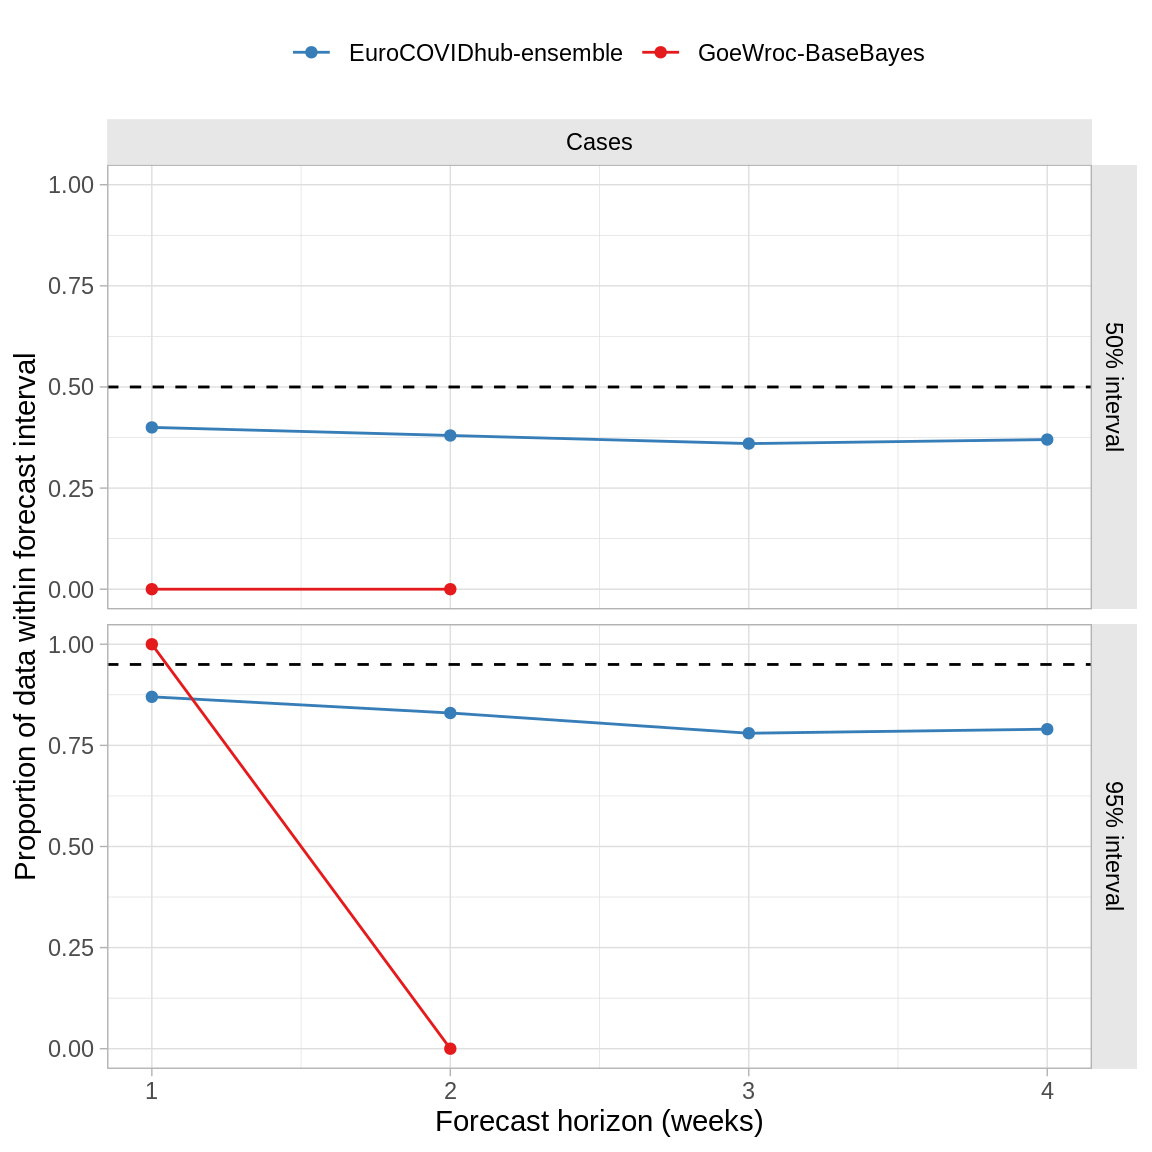 EuroCOVIDhub-ensemble GoeWroc-BaseBayes
Cases
Proportion of data within forecast interval
1.00
0.75
0.50
0.25
0.00
50% interval
1.00
0.75
0.50
0.25
0.00
95% interval
1 2 3 4
Forecast horizon (weeks)